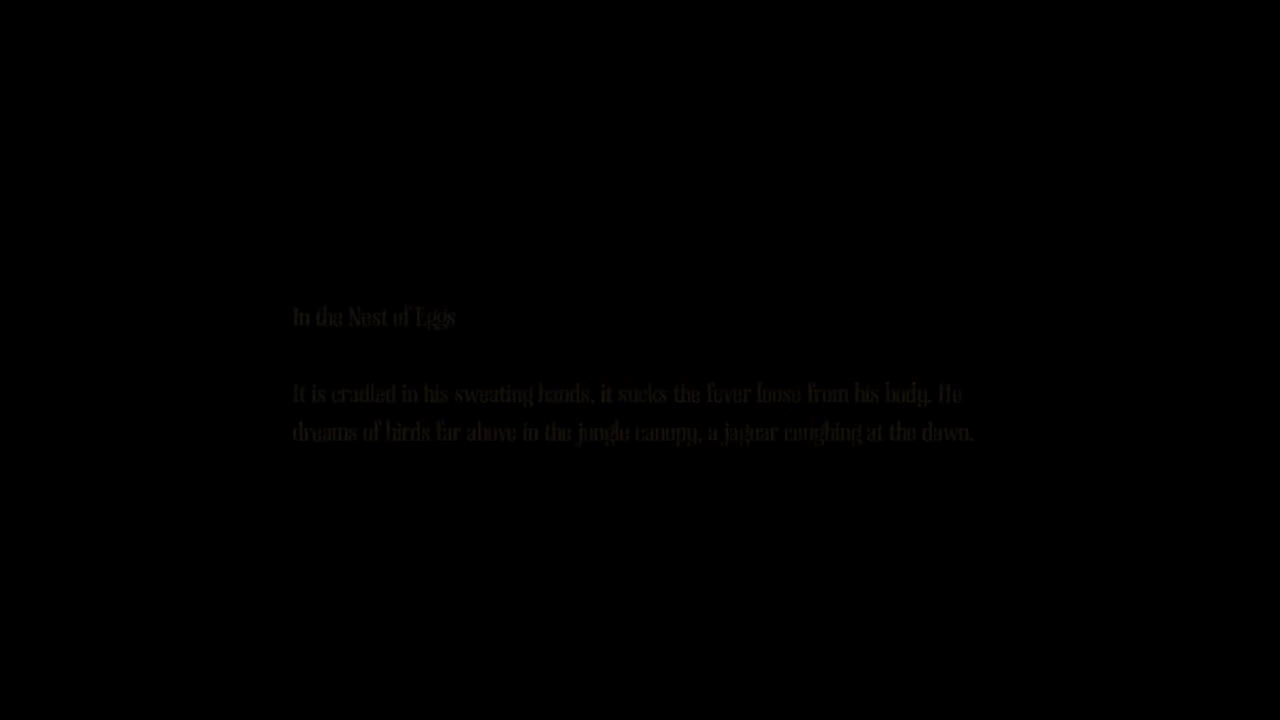 In the Nest of Eggs
It is cradled in his sweating hands, it sucks the fever loose from his body. He
dreams of birds far above in the jungle canopy, a jaguar coughing at the dawn.